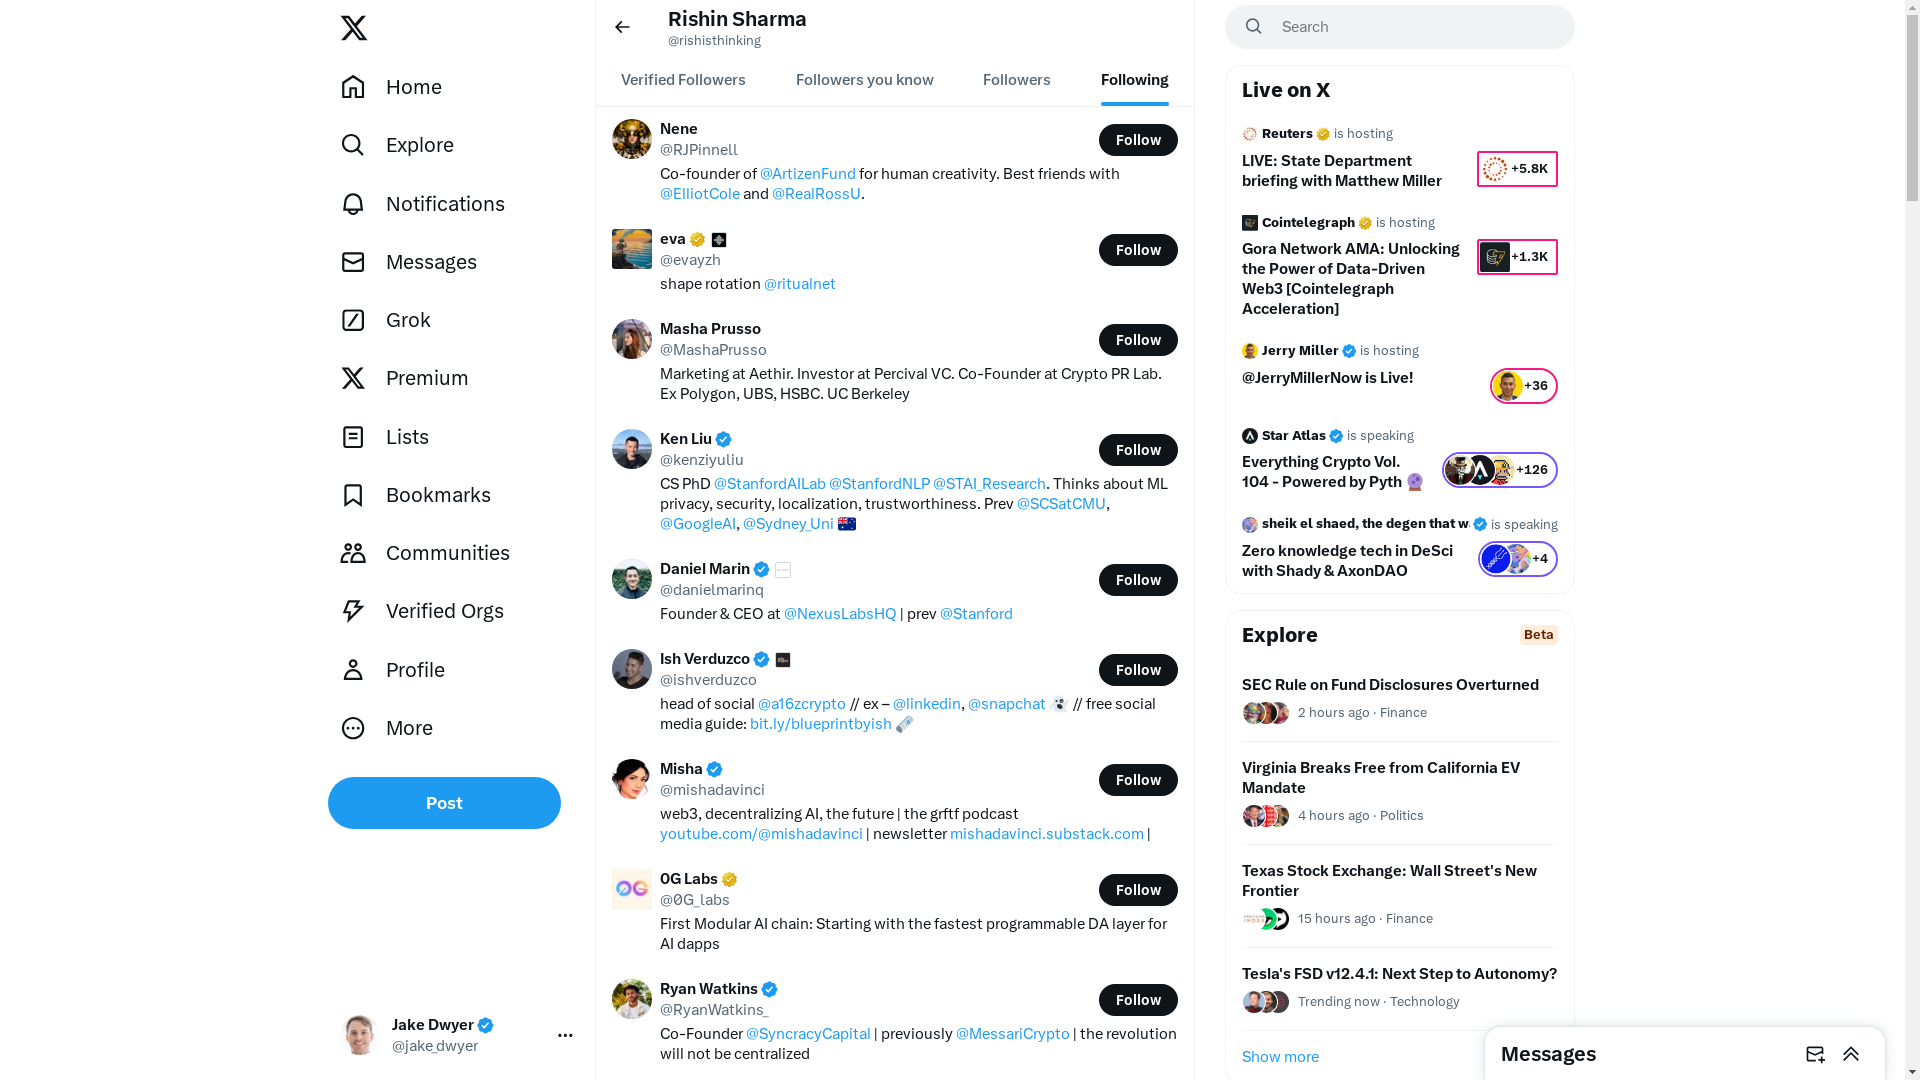 Home
Explore
Notifications
Messages
Grok
Premium
Lists
Bookmarks
Communities
Verified Orgs
Profile
More
Post
Jake Dwyer
@jake_dwyer
Rishin Sharma
@rishisthinking
Verified Followers
Followers you know
Followers
Following
Nene
@RJPinnell
Follow
Co-founder of @ArtizenFund for human creativity. Best friends with
@ElliotCole and @RealRossU.
eva
@evayzh
Follow
shape rotation @ritualnet
Masha Prusso
@MashaPrusso
Follow
Marketing at Aethir. Investor at Percival VC. Co-Founder at Crypto PR Lab.
Ex Polygon, UBS, HSBC. UC Berkeley
Ken Liu
@kenziyuliu
Follow
CS PhD @StanfordAILab @StanfordNLP @STAI_Research. Thinks about ML
privacy, security, localization, trustworthiness. Prev @SCSatCMU,
@GoogleAI, @Sydney_Uni 🇦🇺
Daniel Marin
@danielmarinq
Follow
Founder & CEO at @NexusLabsHQ | prev @Stanford
Ish Verduzco
@ishverduzco
Follow
head of social @a16zcrypto // ex – @linkedin, @snapchat 👻 // free social
media guide: bit.ly/blueprintbyish 🗞️
Misha
@mishadavinci
Follow
web3, decentralizing AI, the future | the grftf podcast
youtube.com/@mishadavinci | newsletter mishadavinci.substack.com |
0G Labs
@0G_labs
Follow
First Modular AI chain: Starting with the fastest programmable DA layer for
AI dapps
Ryan Watkins
@RyanWatkins_
Follow
Co-Founder @SyncracyCapital | previously @MessariCrypto | the revolution
will not be centralized
Search
Live on X
Reuters is hosting
LIVE: State Department
briefing with Matthew Miller
+5.8K
Cointelegraph is hosting
Gora Network AMA: Unlocking
the Power of Data-Driven
Web3 [Cointelegraph
Acceleration]
+1.3K
Jerry Miller is hosting
@JerryMillerNow is Live!
+36
Star Atlas is speaking
Everything Crypto Vol.
104 - Powered by Pyth 🔮
+126
sheik el shaed, the degen that w is speaking
Zero knowledge tech in DeSci
with Shady & AxonDAO
+4
Explore
Beta
SEC Rule on Fund Disclosures Overturned
2 hours ago · Finance
Virginia Breaks Free from California EV
Mandate
4 hours ago · Politics
Texas Stock Exchange: Wall Street's New
Frontier
15 hours ago · Finance
Tesla's FSD v12.4.1: Next Step to Autonomy?
Trending now · Technology
Show more
Messages